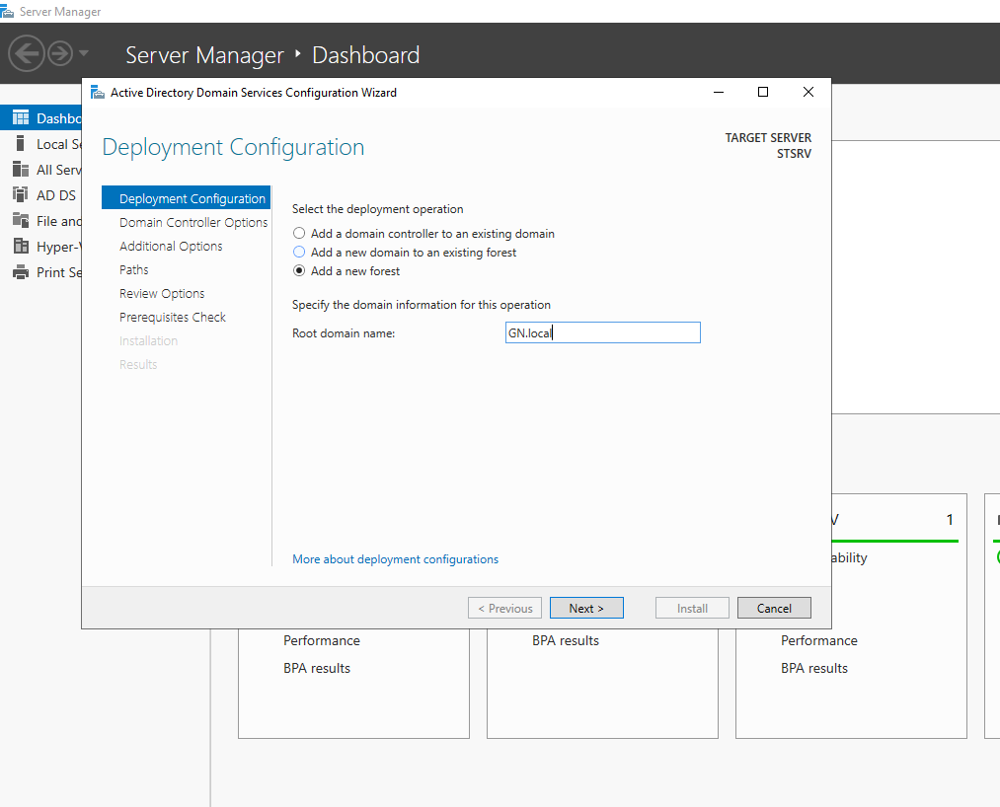 Server Manager
Server Manager ‣ Dashboard
Active Directory Domain Services Configuration Wizard
Deployment Configuration
TARGET SERVER
STSRV
Dashbo
Local Se
All Serv
AD DS
File and
Hyper-V
Print Se
Deployment Configuration
Domain Controller Options
Additional Options
Paths
Review Options
Prerequisites Check
Installation
Results
Select the deployment operation
Add a domain controller to an existing domain
Add a new domain to an existing forest
Add a new forest
Specify the domain information for this operation
Root domain name: GN.local
More about deployment configurations
< Previous Next > Install Cancel
V 1
ability
Performance
BPA results
BPA results
Performance
BPA results